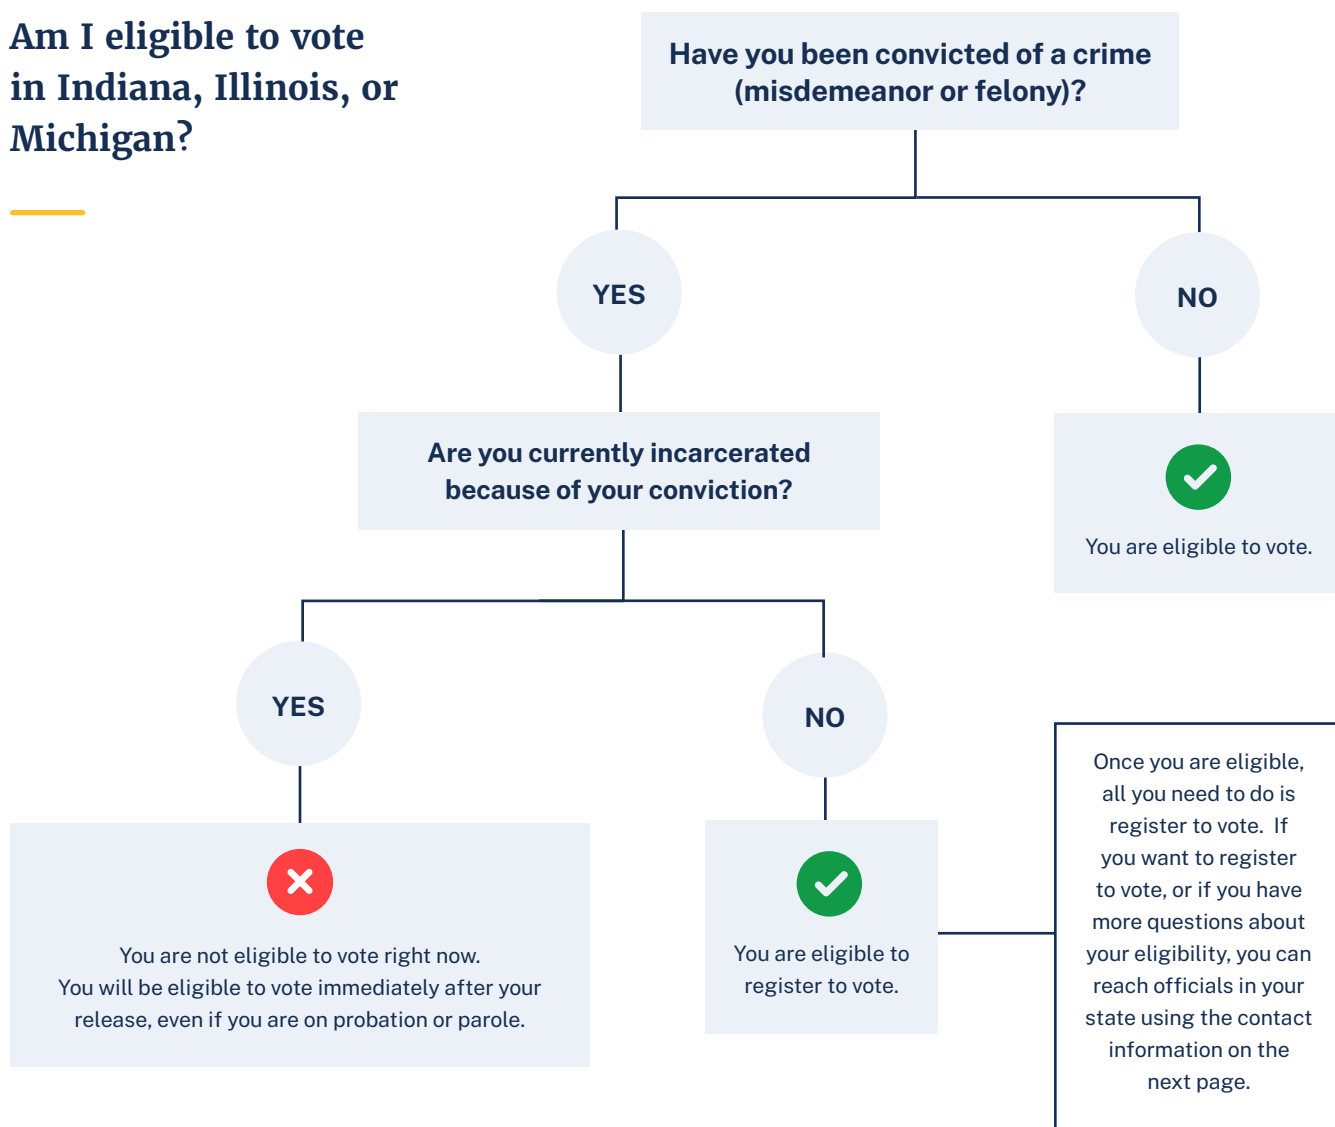 Am I eligible to vote
in Indiana, Illinois, or
Michigan?
Have you been convicted of a crime
(misdemeanor or felony)?
YES
NO
Are you currently incarcerated
because of your conviction?
You are eligible to vote.
YES
NO
You are not eligible to vote right now.
You will be eligible to vote immediately after your
release, even if you are on probation or parole.
You are eligible to
register to vote.
Once you are eligible,
all you need to do is
register to vote.  If
you want to register
to vote, or if you have
more questions about
your eligibility, you can
reach officials in your
state using the contact
information on the
next page.